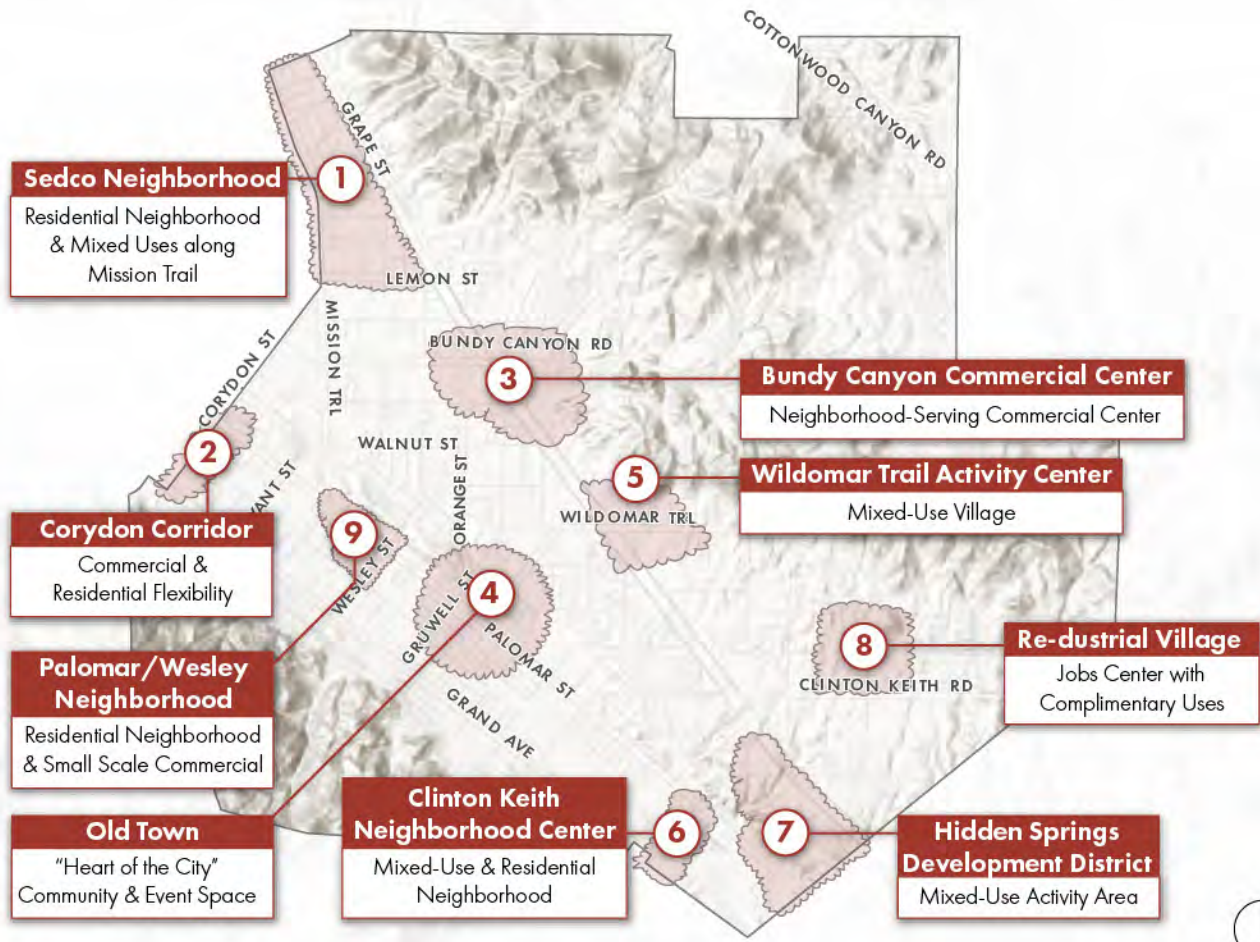 COTTONWOOD CANYON RD
GRAPE ST
1
Sedco Neighborhood
Residential Neighborhood
& Mixed Uses along
Mission Trail
LEMON ST
MISSION TRL
BUNDY CANYON RD
3
Bundy Canyon Commercial Center
Neighborhood-Serving Commercial Center
CORYDON ST
2
WALNUT ST
ORANGE ST
VANT ST
5
Wildomar Trail Activity Center
Mixed-Use Village
WILDOMAR TRL
Corydon Corridor
Commercial &
Residential Flexibility
9
WESLEY ST
4
GRUWELL ST
PALOMAR ST
GRAND AVE
8
CLINTON KEITH RD
Re-dustrial Village
Jobs Center with
Complimentary Uses
Palomar/Wesley
Neighborhood
Residential Neighborhood
& Small Scale Commercial
Old Town
"Heart of the City"
Community & Event Space
Clinton Keith
Neighborhood Center
Mixed-Use & Residential
Neighborhood
6
7
Hidden Springs
Development District
Mixed-Use Activity Area